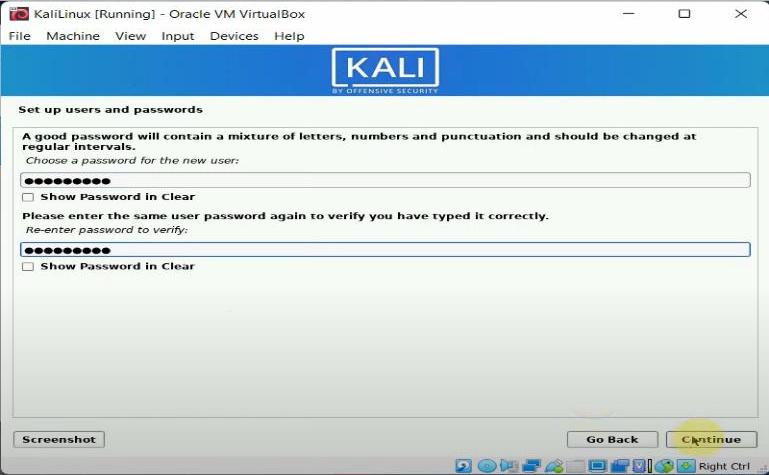 KaliLinux [Running] - Oracle VM VirtualBox
File Machine View Input Devices Help
KALI
BY OFFENSIVE SECURITY
Set up users and passwords
A good password will contain a mixture of letters, numbers and punctuation and should be changed at
regular intervals.
Choose a password for the new user:
●●●●●●●●●
Show Password in Clear
Please enter the same user password again to verify you have typed it correctly.
Re-enter password to verify:
●●●●●●●●●
Show Password in Clear
Screenshot Go Back Continue
Right Ctrl